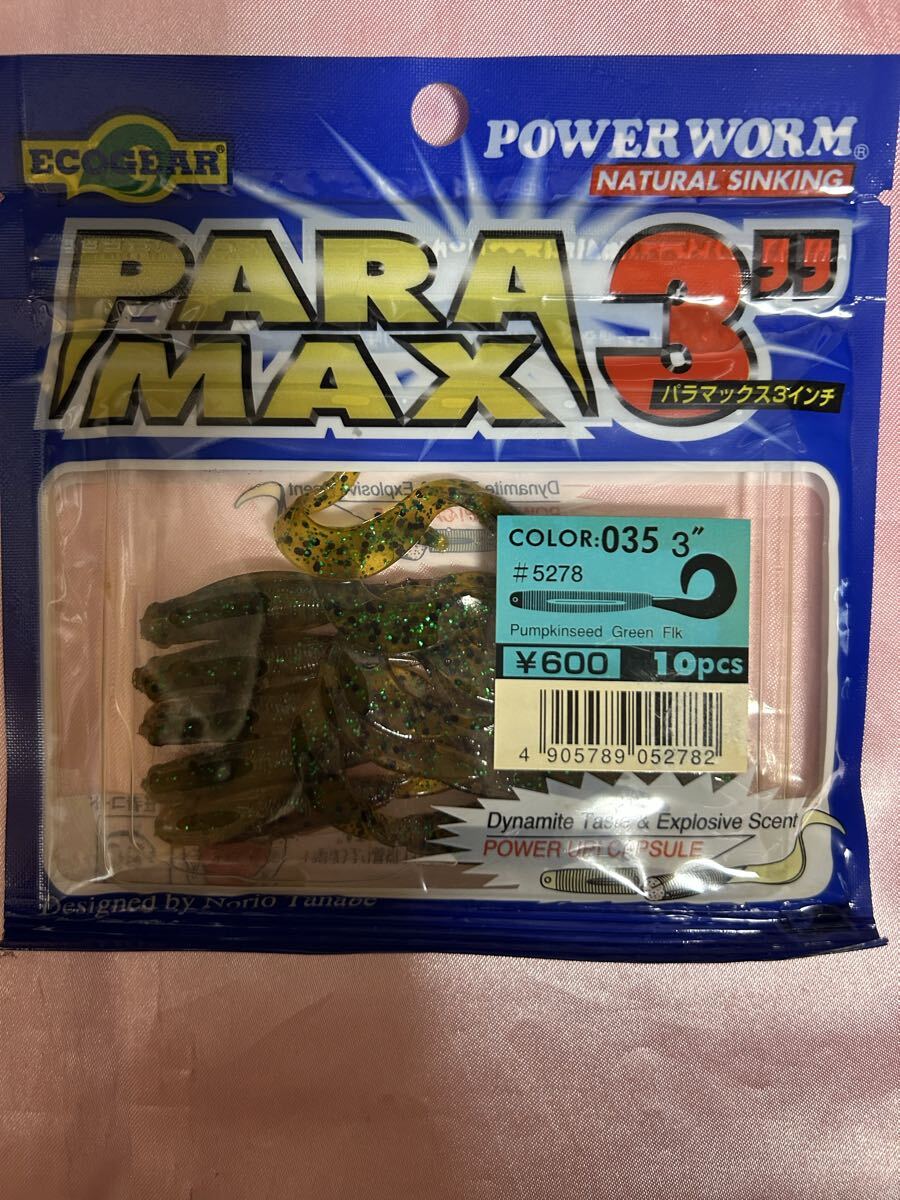 ECOGEAR®
POWER WORM®
NATURAL SINKING
PARA
MAX
3"
パラマックス3インチ
COLOR:035 3"
#5278
Pumpkinseed Green Flk
¥600 10pcs
4 905789 052782
Dynamite Taste & Explosive Scent
POWER UP! CAPSULE
Designed by Norio Tanabe